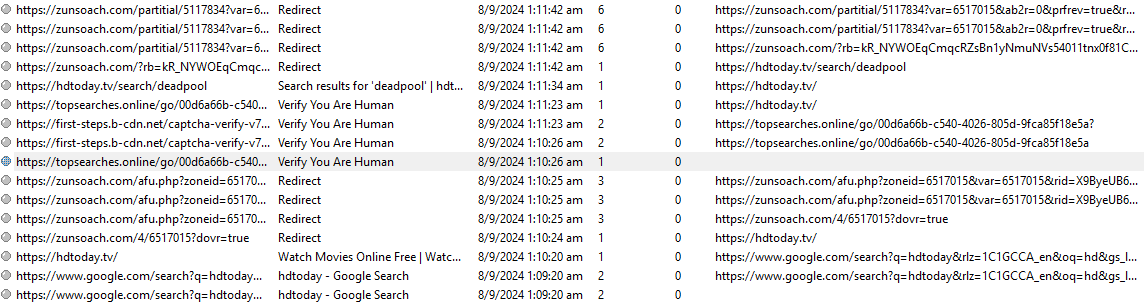 https://zunsoach.com/partitial/5117834?var=6... Redirect 8/9/2024 1:11:42 am 6 0 https://zunsoach.com/partitial/5117834?var=6517015&ab2r=0&prfrev=true&r...
https://zunsoach.com/partitial/5117834?var=6... Redirect 8/9/2024 1:11:42 am 6 0 https://zunsoach.com/partitial/5117834?var=6517015&ab2r=0&prfrev=true&r...
https://zunsoach.com/partitial/5117834?var=6... Redirect 8/9/2024 1:11:42 am 6 0 https://zunsoach.com/?rb=kR_NYWOEqCmqcRZsBn1yNmuNVs54011tnx0f81C...
https://zunsoach.com/?rb=kR_NYWOEqCmqc... Redirect 8/9/2024 1:11:42 am 1 0 https://hdtoday.tv/search/deadpool
https://hdtoday.tv/search/deadpool Search results for 'deadpool' | hdt... 8/9/2024 1:11:34 am 1 0 https://hdtoday.tv/
https://topsearches.online/go/00d6a66b-c540... Verify You Are Human 8/9/2024 1:11:23 am 1 0 https://hdtoday.tv/
https://first-steps.b-cdn.net/captcha-verify-v7... Verify You Are Human 8/9/2024 1:11:23 am 2 0 https://topsearches.online/go/00d6a66b-c540-4026-805d-9fca85f18e5a?
https://first-steps.b-cdn.net/captcha-verify-v7... Verify You Are Human 8/9/2024 1:10:26 am 2 0 https://topsearches.online/go/00d6a66b-c540-4026-805d-9fca85f18e5a
https://topsearches.online/go/00d6a66b-c540... Verify You Are Human 8/9/2024 1:10:26 am 1 0
https://zunsoach.com/afu.php?zoneid=65170... Redirect 8/9/2024 1:10:25 am 3 0 https://zunsoach.com/afu.php?zoneid=6517015&var=6517015&rid=X9ByeUB6...
https://zunsoach.com/afu.php?zoneid=65170... Redirect 8/9/2024 1:10:25 am 3 0 https://zunsoach.com/afu.php?zoneid=6517015&var=6517015&rid=X9ByeUB6...
https://zunsoach.com/afu.php?zoneid=65170... Redirect 8/9/2024 1:10:25 am 3 0 https://zunsoach.com/4/6517015?dovr=true
https://zunsoach.com/4/6517015?dovr=true Redirect 8/9/2024 1:10:24 am 1 0 https://hdtoday.tv/
https://hdtoday.tv/ Watch Movies Online Free | Watc... 8/9/2024 1:10:20 am 1 0 https://www.google.com/search?q=hdtoday&rlz=1C1GCCA_en&oq=hd&gs_l...
https://www.google.com/search?q=hdtoday... hdtoday - Google Search 8/9/2024 1:09:20 am 2 0 https://www.google.com/search?q=hdtoday&rlz=1C1GCCA_en&oq=hd&gs_l...
https://www.google.com/search?q=hdtoday... hdtoday - Google Search 8/9/2024 1:09:20 am 2 0